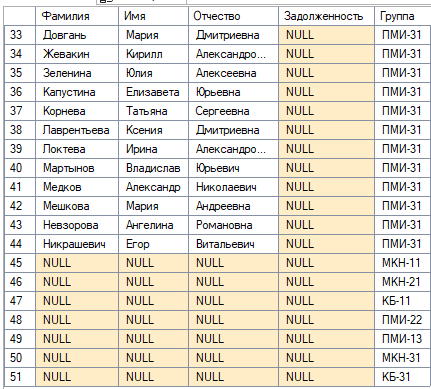 Фамилия Имя Отчество Задолженность Группа
33 Довгань Мария Дмитриевна NULL ПМИ-31
34 Жевакин Кирилл Александро... NULL ПМИ-31
35 Зеленина Юлия Алексеевна NULL ПМИ-31
36 Капустина Елизавета Юрьевна NULL ПМИ-31
37 Корнева Татьяна Сергеевна NULL ПМИ-31
38 Лаврентьева Ксения Дмитриевна NULL ПМИ-31
39 Локтева Ирина Александро... NULL ПМИ-31
40 Мартынов Владислав Юрьевич NULL ПМИ-31
41 Медков Александр Николаевич NULL ПМИ-31
42 Мешкова Мария Андреевна NULL ПМИ-31
43 Невзорова Ангелина Романовна NULL ПМИ-31
44 Никрашевич Егор Витальевич NULL ПМИ-31
45 NULL NULL NULL NULL МКН-11
46 NULL NULL NULL NULL МКН-21
47 NULL NULL NULL NULL КБ-11
48 NULL NULL NULL NULL ПМИ-22
49 NULL NULL NULL NULL ПМИ-13
50 NULL NULL NULL NULL МКН-31
51 NULL NULL NULL NULL КБ-31